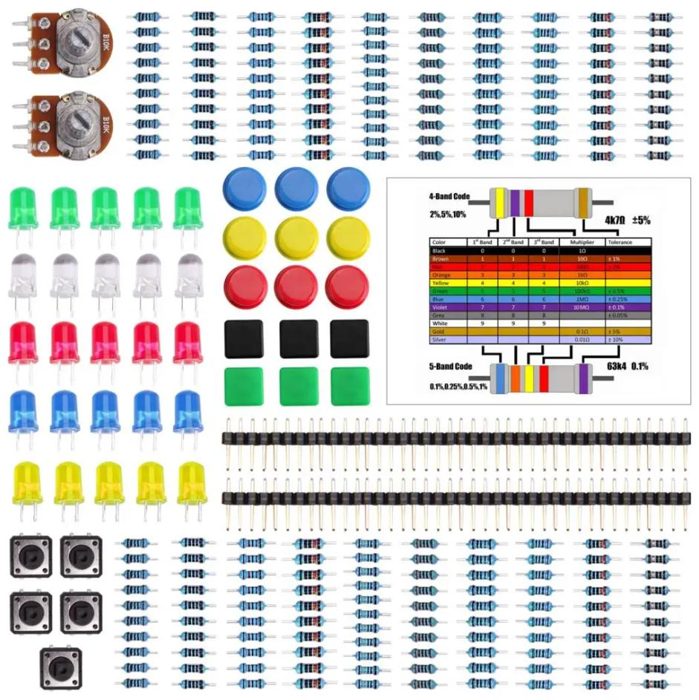 B10K
B10K
4-Band Code
2%,5%,10%
4k7Ω ±5%
Color 1st Band 2nd Band 3rd Band Multiplier Tolerance
Black 0 0 0 1Ω
Brown 1 1 1 10Ω ± 1%
2 2 2
Orange 3 3 3 1kΩ
Yellow 4 4 4 10kΩ
Green 5 5 5 100kΩ ± 0.5%
Blue 6 6 6 1MΩ ± 0.25%
Violet 7 7 7 10MΩ ± 0.1%
Grey 8 8 8 ± 0.05%
White 9 9 9
Gold 0.1Ω ± 5%
Silver 0.01Ω ± 10%
5-Band Code
0.1%,0.25%,0.5%,1%
63k4 0.1%